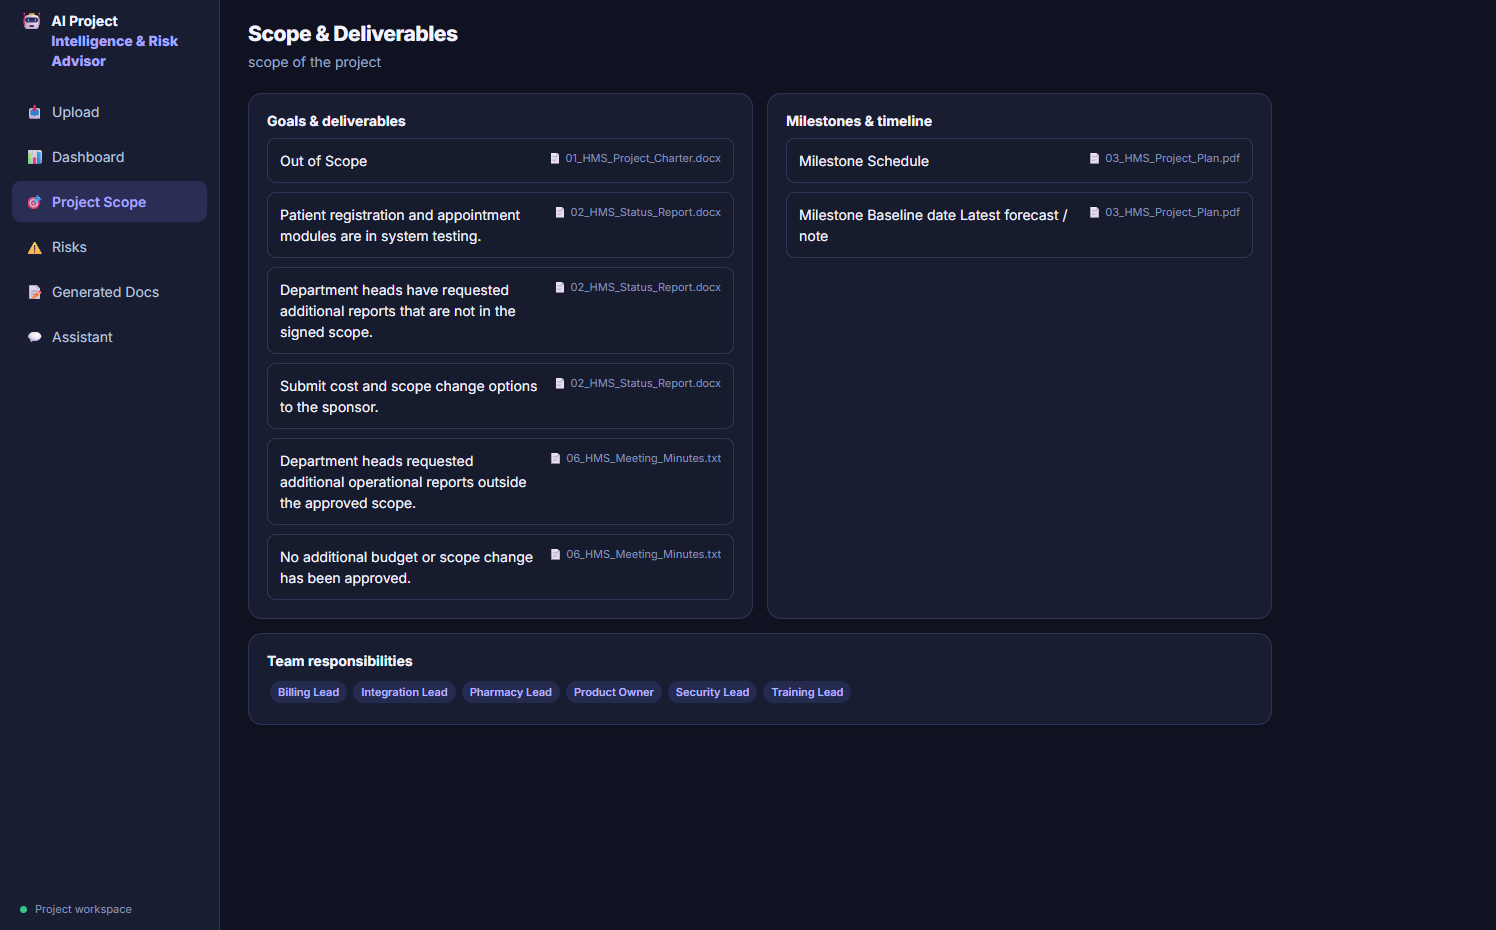 AI Project
Intelligence & Risk
Advisor
Upload
Dashboard
Project Scope
Risks
Generated Docs
Assistant
Project workspace
Scope & Deliverables
scope of the project
Goals & deliverables
Out of Scope
01_HMS_Project_Charter.docx
Patient registration and appointment
modules are in system testing.
02_HMS_Status_Report.docx
Department heads have requested
additional reports that are not in the
signed scope.
02_HMS_Status_Report.docx
Submit cost and scope change options
to the sponsor.
02_HMS_Status_Report.docx
Department heads requested
additional operational reports outside
the approved scope.
06_HMS_Meeting_Minutes.txt
No additional budget or scope change
has been approved.
06_HMS_Meeting_Minutes.txt
Milestones & timeline
Milestone Schedule
03_HMS_Project_Plan.pdf
Milestone Baseline date Latest forecast /
note
03_HMS_Project_Plan.pdf
Team responsibilities
Billing Lead
Integration Lead
Pharmacy Lead
Product Owner
Security Lead
Training Lead